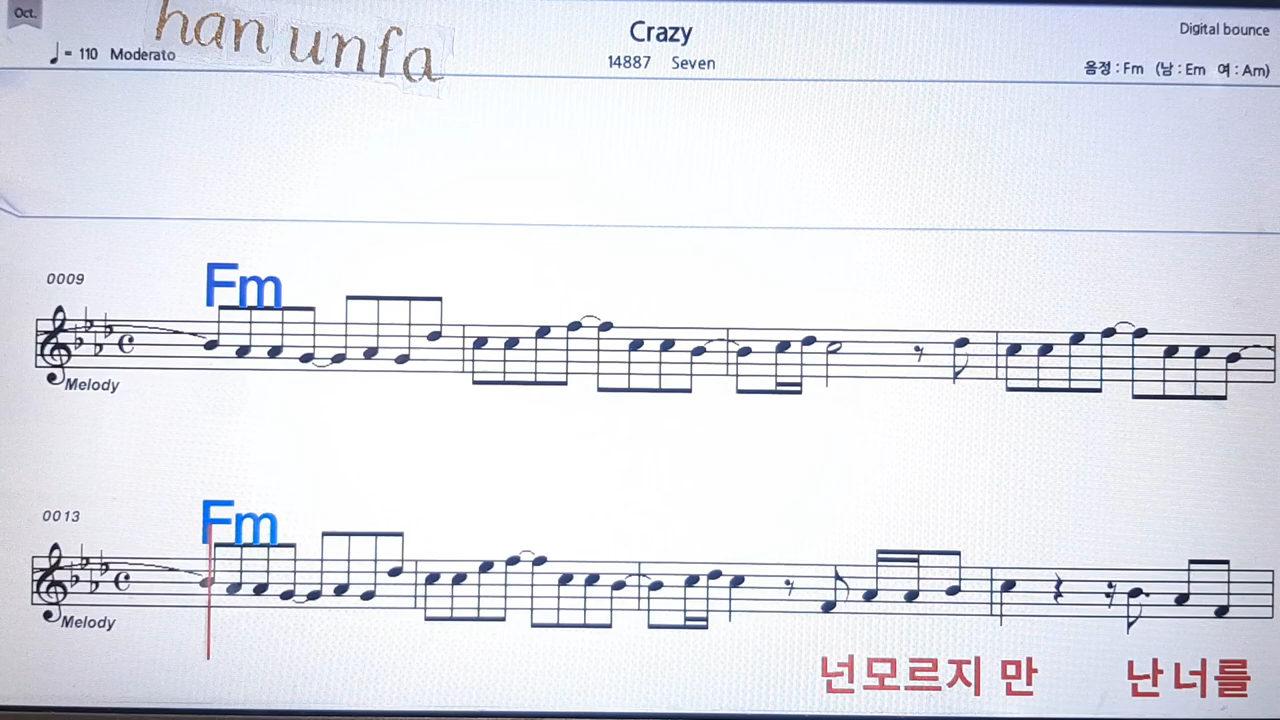 Oct.
han unfa
Crazy
Digital bounce
♩= 110 Moderato
14887 Seven
음정 : Fm (남 : Em 여 : Am)
0009
Fm
Melody
0013
Fm
Melody
넌모르지 만 난너를